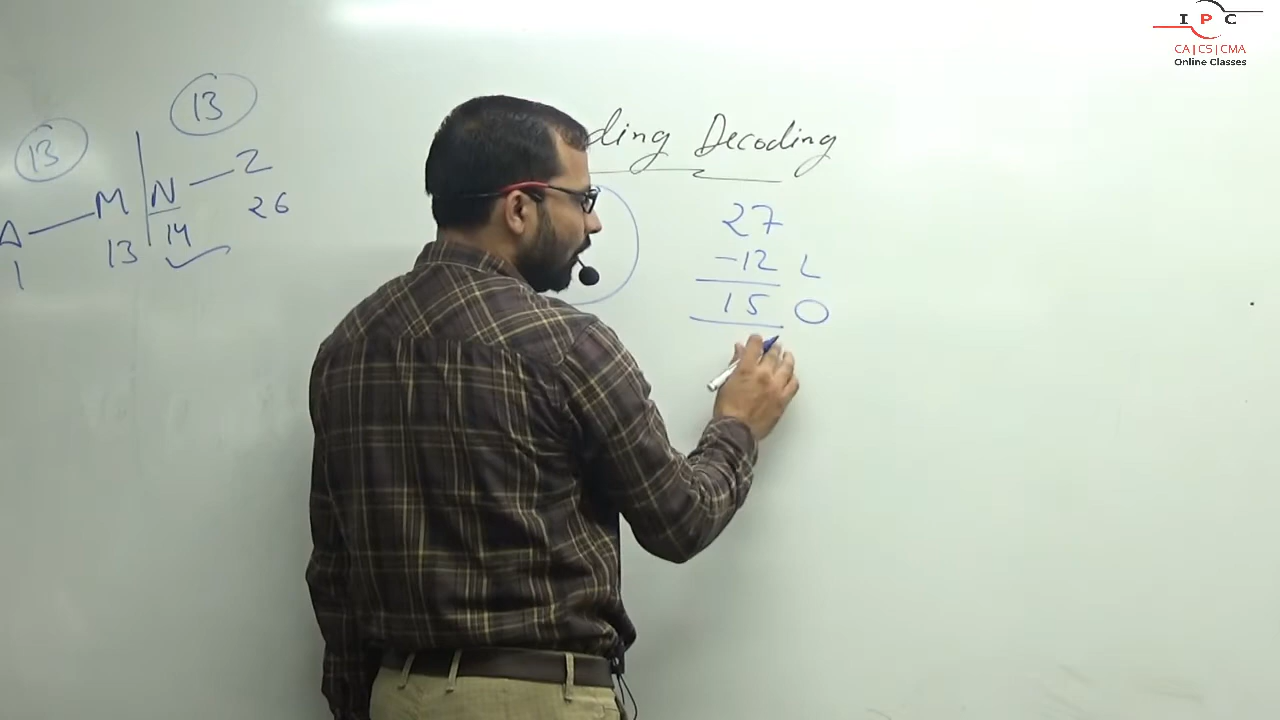 I P C
CA|CS|CMA
Online Classes
ding Decoding
13
13
A — M | N — Z
1 13 14 26
27
-12 L
15 O